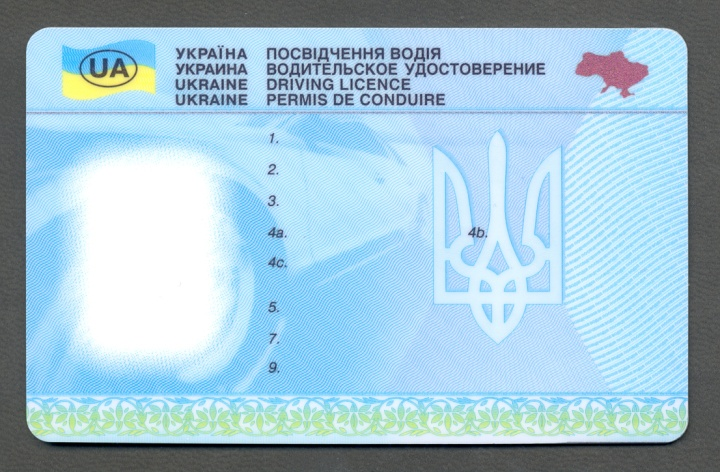 UA
УКРАЇНА ПОСВІДЧЕННЯ ВОДІЯ
УКРАИНА ВОДИТЕЛЬСКОЕ УДОСТОВЕРЕНИЕ
UKRAINE DRIVING LICENCE
UKRAINE PERMIS DE CONDUIRE
1.
2.
3.
4a. 4b.
4c.
5.
7.
9.